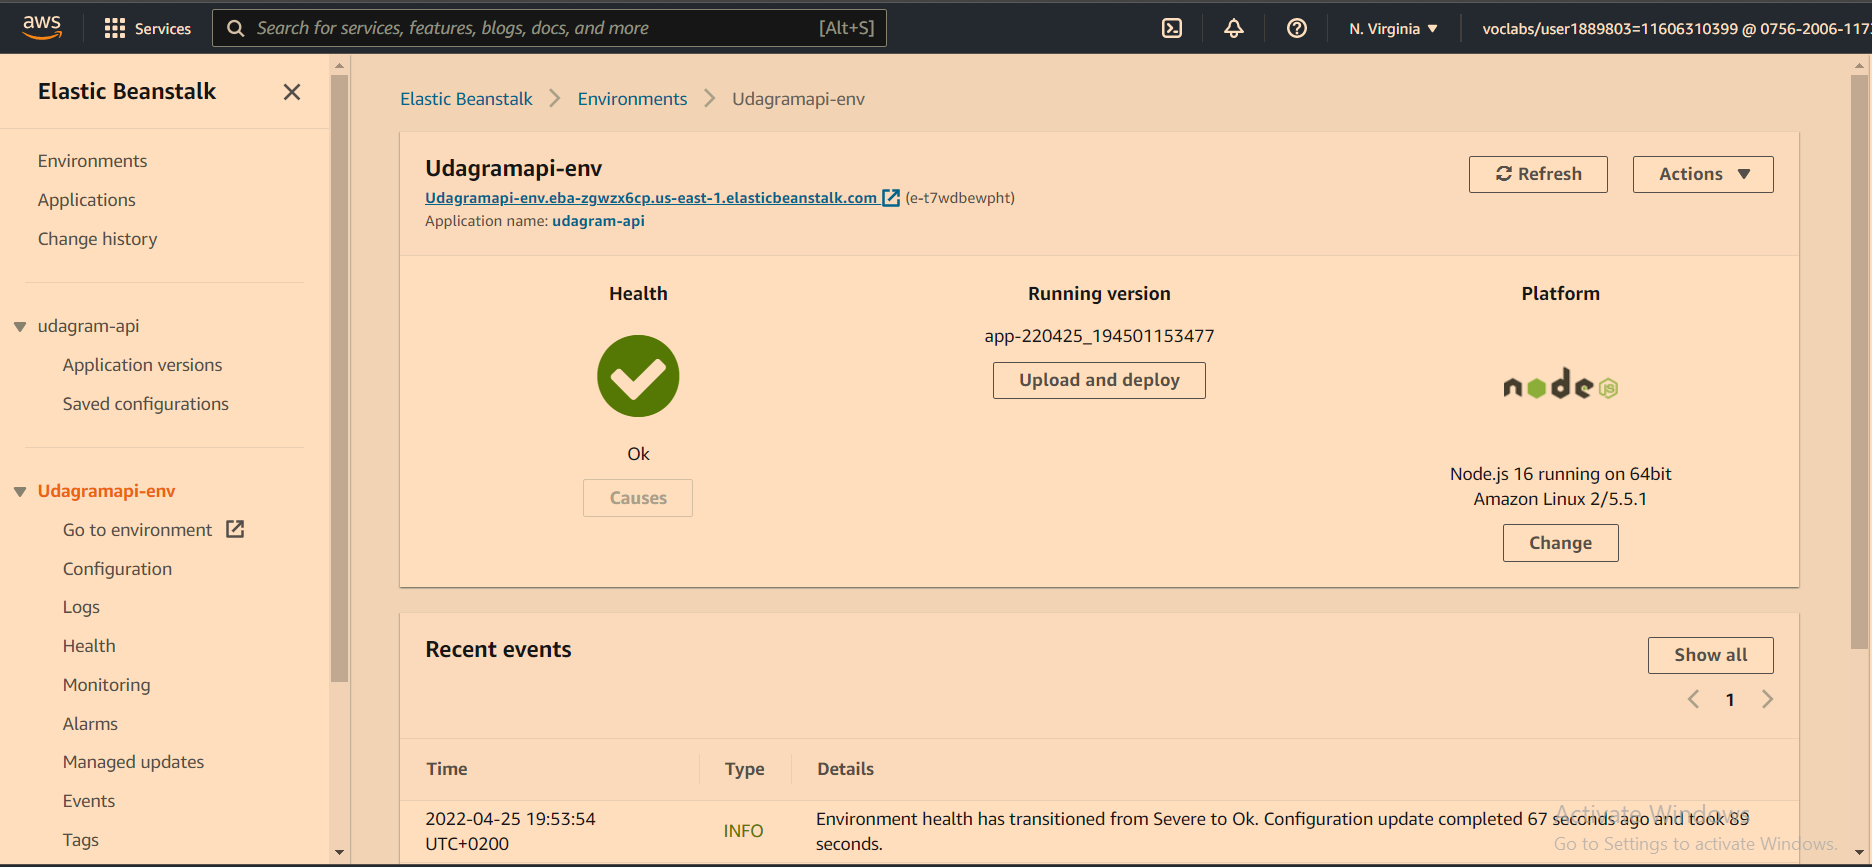 aws
Services
Search for services, features, blogs, docs, and more
[Alt+S]
N. Virginia
voclabs/user1889803=11606310399 @ 0756-2006-117
Elastic Beanstalk
Environments
Applications
Change history
udagram-api
Application versions
Saved configurations
Udagramapi-env
Go to environment
Configuration
Logs
Health
Monitoring
Alarms
Managed updates
Events
Tags
Elastic Beanstalk
Environments
Udagramapi-env
Udagramapi-env
Udagramapi-env.eba-zgwzx6cp.us-east-1.elasticbeanstalk.com (e-t7wdbewpht)
Application name: udagram-api
Refresh
Actions
Health
Ok
Causes
Running version
app-220425_194501153477
Upload and deploy
Platform
node JS
Node.js 16 running on 64bit
Amazon Linux 2/5.5.1
Change
Recent events
Show all
1
Time
Type
Details
2022-04-25 19:53:54
UTC+0200
INFO
Environment health has transitioned from Severe to Ok. Configuration update completed 67 seconds ago and took 89
seconds.
Activate Windows
Go to Settings to activate Windows.